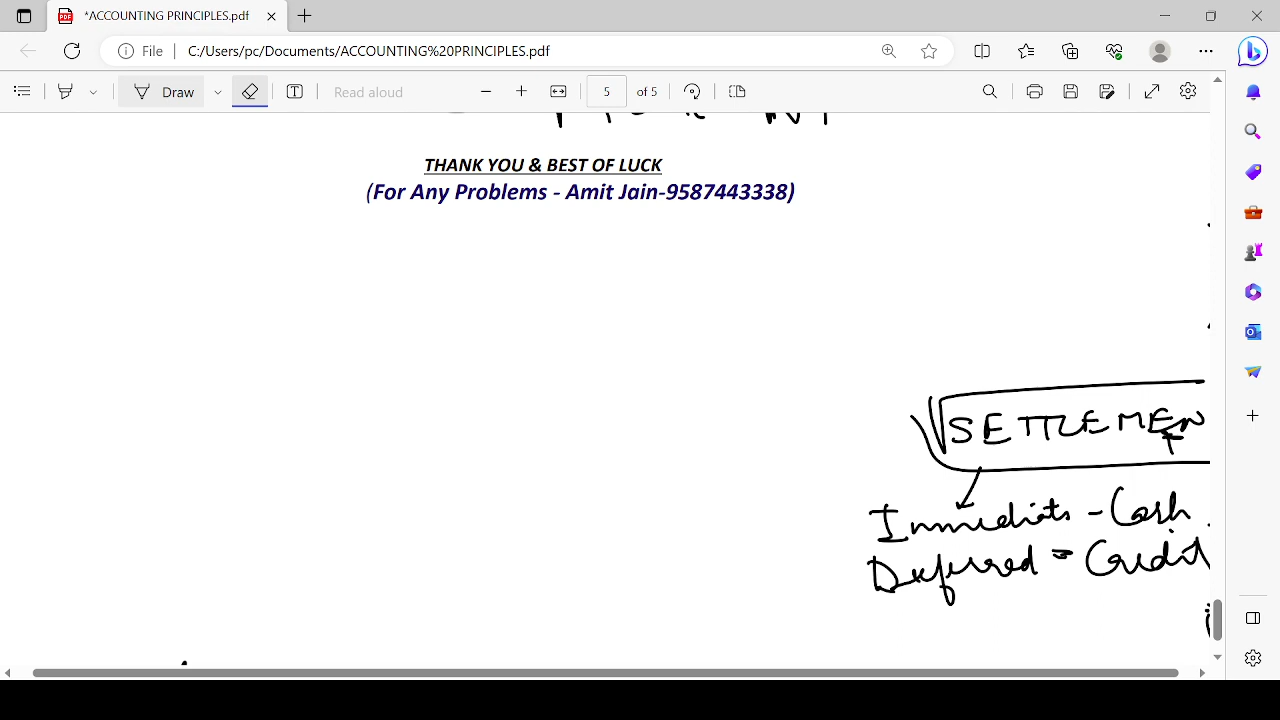 *ACCOUNTING PRINCIPLES.pdf
File
C:/Users/pc/Documents/ACCOUNTING%20PRINCIPLES.pdf
Draw
Read aloud
5 of 5
THANK YOU & BEST OF LUCK
(For Any Problems - Amit Jain-9587443338)
SETTLEMEN
Immediate - Cash
Deferred = Credit